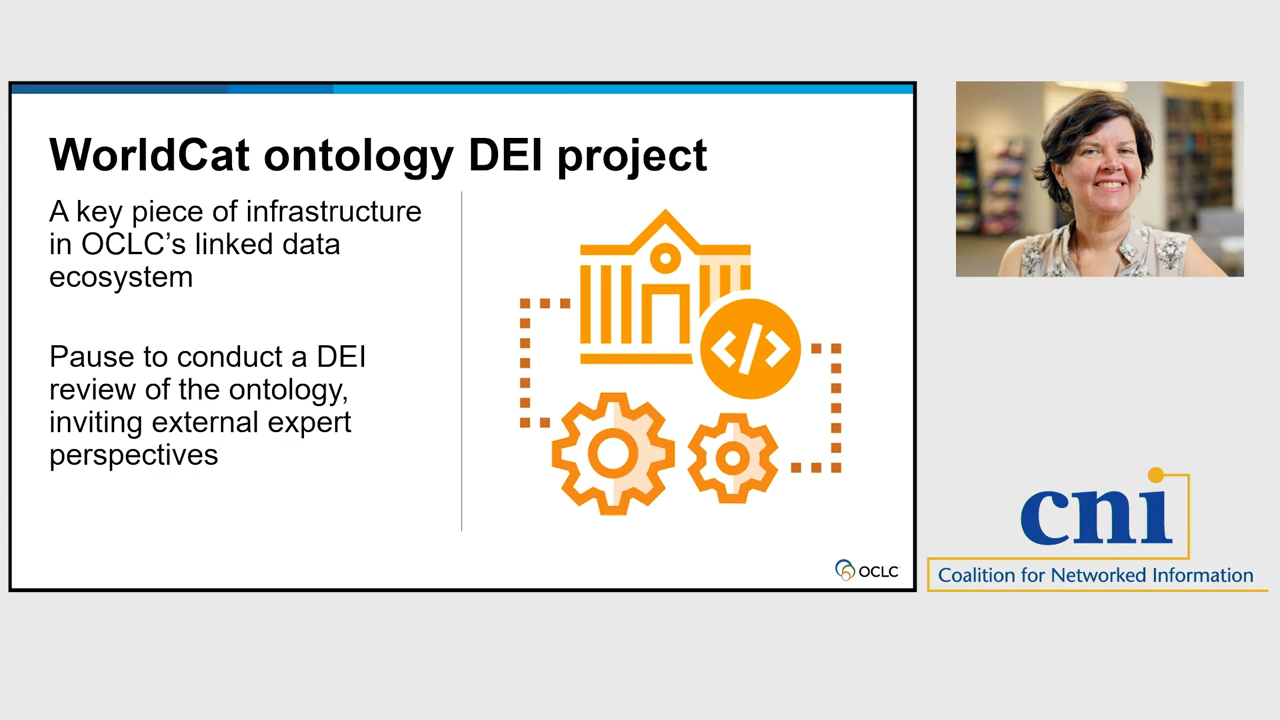 WorldCat ontology DEI project
A key piece of infrastructure
in OCLC’s linked data
ecosystem
Pause to conduct a DEI
review of the ontology,
inviting external expert
perspectives
</>
OCLC
cni
Coalition for Networked Information